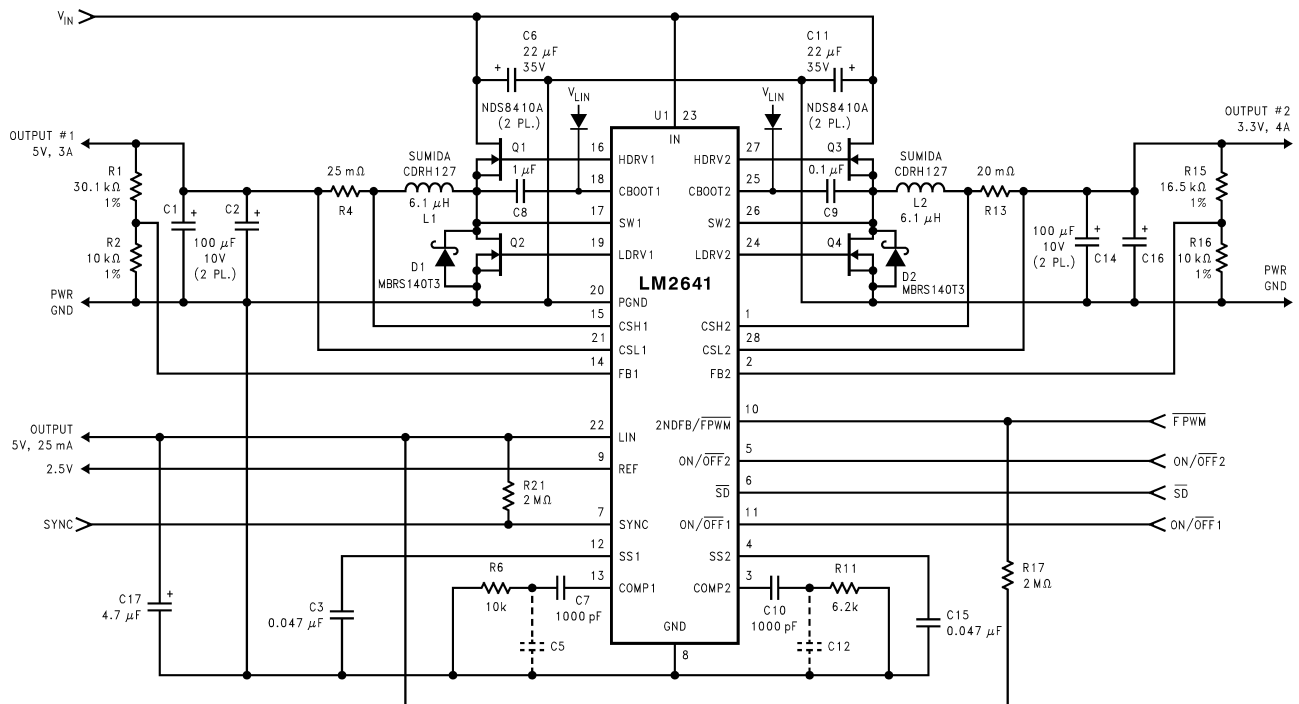 VIN
C6
22 µF
35V
+
C11
22 µF
35V
+
NDS8410A
(2 PL.)
VLIN
U1
23
IN
VLIN
NDS8410A
(2 PL.)
OUTPUT #1
5V, 3A
OUTPUT #2
3.3V, 4A
R1
30.1 kΩ
1%
25 mΩ
R4
SUMIDA
CDRH127
6.1 µH
L1
Q1
1 µF
C8
16
HDRV1
18
CBOOT1
17
SW1
19
LDRV1
27
HDRV2
25
CBOOT2
26
SW2
24
LDRV2
Q3
0.1 µF
C9
SUMIDA
CDRH127
L2
6.1 µH
20 mΩ
R13
R15
16.5 kΩ
1%
C1
+
C2
+
100 µF
10V
(2 PL.)
R2
10 kΩ
1%
Q2
D1
MBRS140T3
LM2641
Q4
D2
MBRS140T3
100 µF
10V
(2 PL.)
+
C14
+
C16
R16
10 kΩ
1%
PWR
GND
PWR
GND
20
PGND
15
CSH1
21
CSL1
14
FB1
1
CSH2
28
CSL2
2
FB2
OUTPUT
5V, 25 mA
22
LIN
10
2NDFB/FPWM
FPWM
2.5V
9
REF
5
ON/OFF2
ON/OFF2
R21
2 MΩ
6
SD
SD
SYNC
7
SYNC
11
ON/OFF1
ON/OFF1
12
SS1
4
SS2
13
COMP1
3
COMP2
R6
10k
C7
1000 pF
C5
C10
1000 pF
R11
6.2k
C12
C17
4.7 µF
+
C3
0.047 µF
C15
0.047 µF
R17
2 MΩ
GND
8